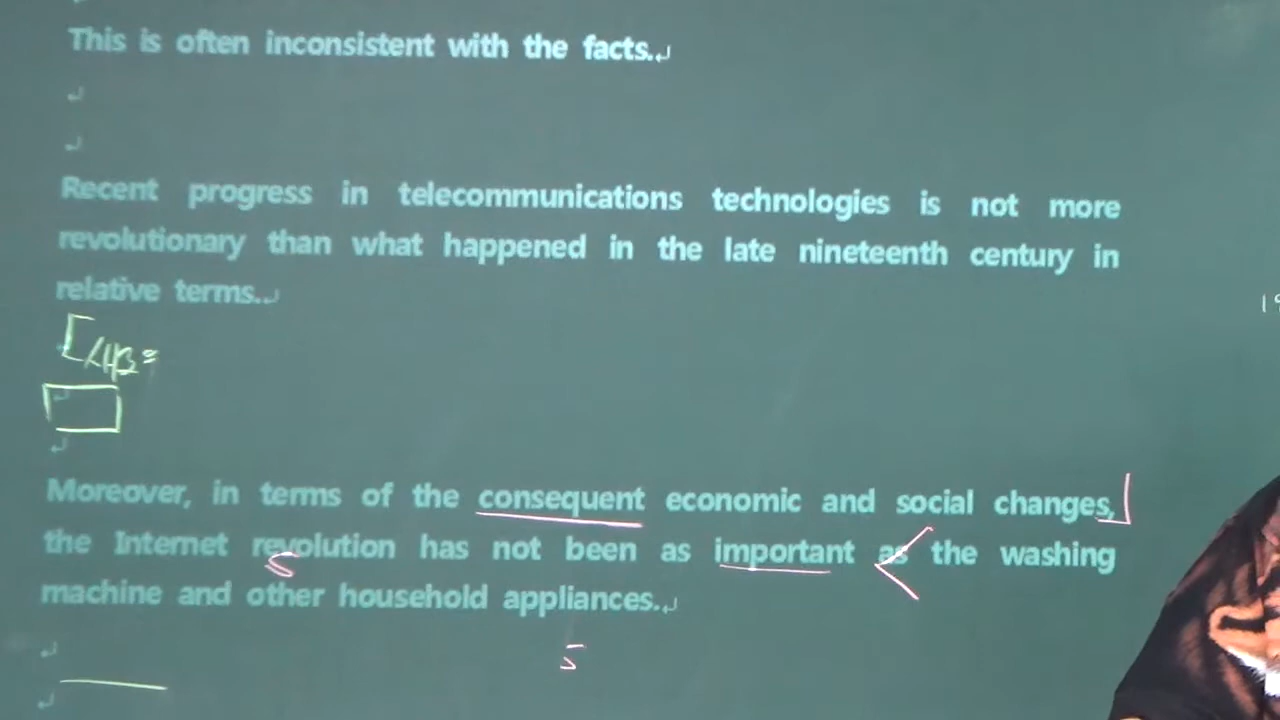 This is often inconsistent with the facts.
Recent progress in telecommunications technologies is not more
revolutionary than what happened in the late nineteenth century in
relative terms.
Moreover, in terms of the consequent economic and social changes,
the Internet revolution has not been as important as the washing
machine and other household appliances.
S
5